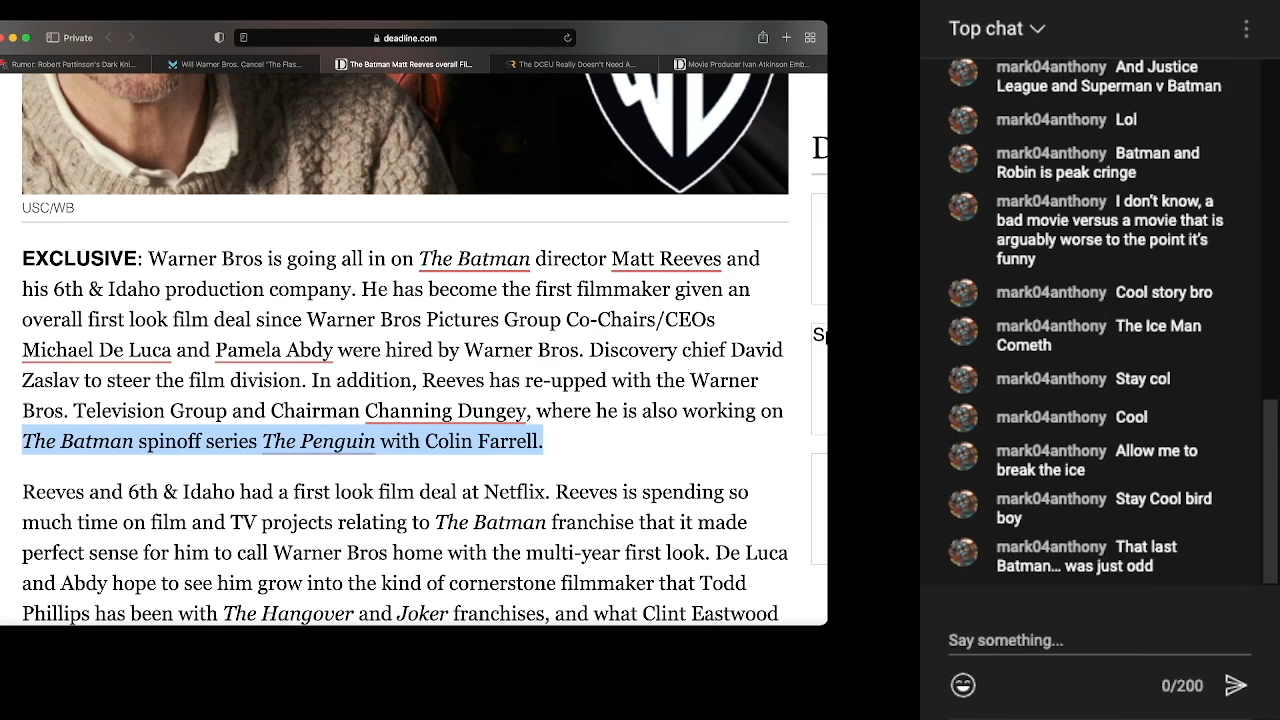 Private
deadline.com
Rumor: Robert Pattinson's Dark Kni...
Will Warner Bros. Cancel "The Flas...
The Batman Matt Reeves overall Fil...
The DCEU Really Doesn't Need A...
Movie Producer Ivan Atkinson Emb...
USC/WB
EXCLUSIVE: Warner Bros is going all in on The Batman director Matt Reeves and
his 6th & Idaho production company. He has become the first filmmaker given an
overall first look film deal since Warner Bros Pictures Group Co-Chairs/CEOs
Michael De Luca and Pamela Abdy were hired by Warner Bros. Discovery chief David
Zaslav to steer the film division. In addition, Reeves has re-upped with the Warner
Bros. Television Group and Chairman Channing Dungey, where he is also working on
The Batman spinoff series The Penguin with Colin Farrell.
Reeves and 6th & Idaho had a first look film deal at Netflix. Reeves is spending so
much time on film and TV projects relating to The Batman franchise that it made
perfect sense for him to call Warner Bros home with the multi-year first look. De Luca
and Abdy hope to see him grow into the kind of cornerstone filmmaker that Todd
Phillips has been with The Hangover and Joker franchises, and what Clint Eastwood
Top chat
mark04anthony And Justice
League and Superman v Batman
mark04anthony Lol
mark04anthony Batman and
Robin is peak cringe
mark04anthony I don't know, a
bad movie versus a movie that is
arguably worse to the point it's
funny
mark04anthony Cool story bro
mark04anthony The Ice Man
Cometh
mark04anthony Stay col
mark04anthony Cool
mark04anthony Allow me to
break the ice
mark04anthony Stay Cool bird
boy
mark04anthony That last
Batman... was just odd
Say something...
0/200